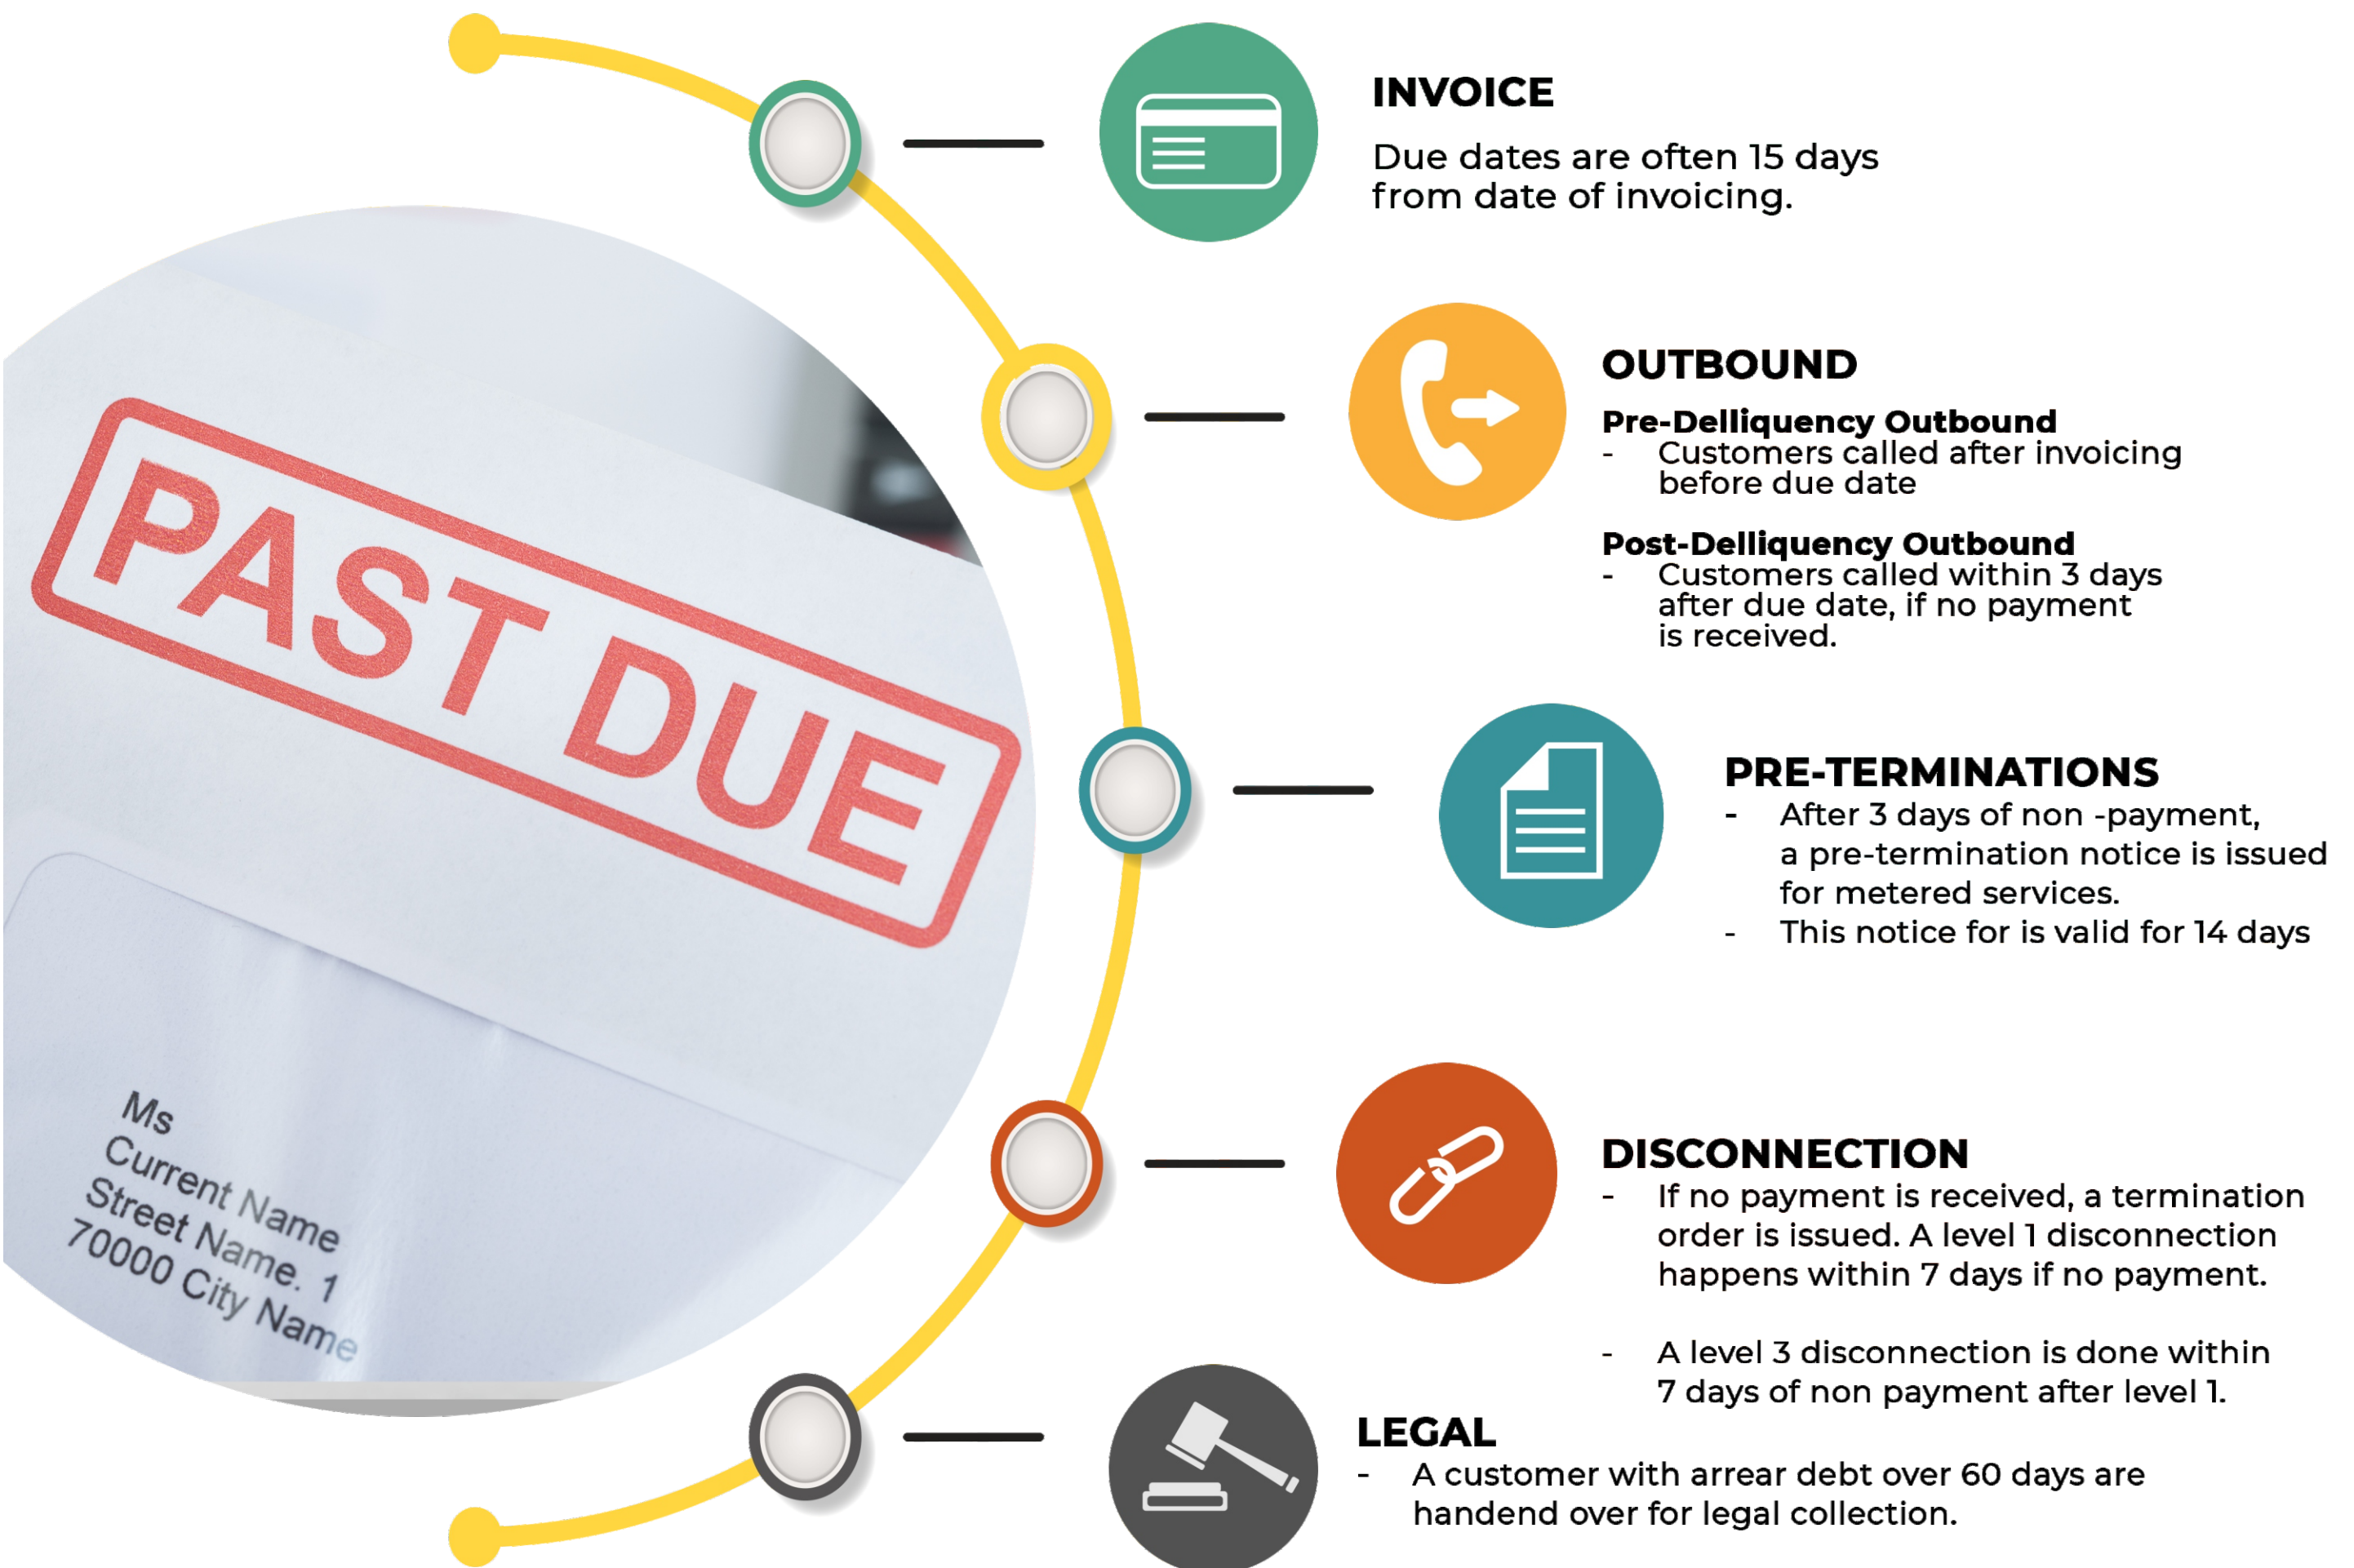 INVOICE
Due dates are often 15 days
from date of invoicing.
OUTBOUND
Pre-Delliquency Outbound
- Customers called after invoicing
before due date
Post-Delliquency Outbound
- Customers called within 3 days
after due date, if no payment
is received.
PAST DUE
PRE-TERMINATIONS
- After 3 days of non -payment,
a pre-termination notice is issued
for metered services.
- This notice for is valid for 14 days
Ms
Current Name
Street Name. 1
70000 City Name
DISCONNECTION
- If no payment is received, a termination
order is issued. A level 1 disconnection
happens within 7 days if no payment.
- A level 3 disconnection is done within
7 days of non payment after level 1.
LEGAL
- A customer with arrear debt over 60 days are
handend over for legal collection.